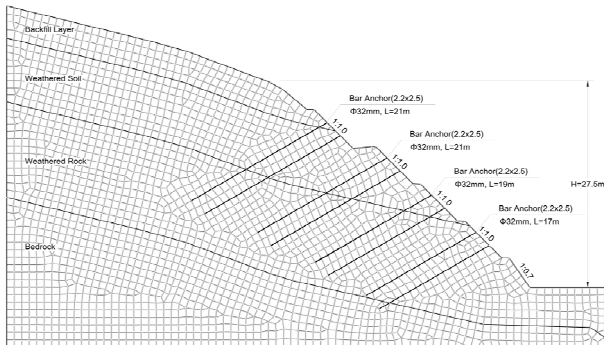 Backfill Layer
Weathered Soil
Weathered Rock
Bedrock
Bar Anchor(2.2x2.5)
Φ32mm, L=21m
1:1.0
Bar Anchor(2.2x2.5)
Φ32mm, L=21m
1:1.0
Bar Anchor(2.2x2.5)
Φ32mm, L=19m
1:1.0
H=27.5m
Bar Anchor(2.2x2.5)
Φ32mm, L=17m
1:1.0
1:0.7